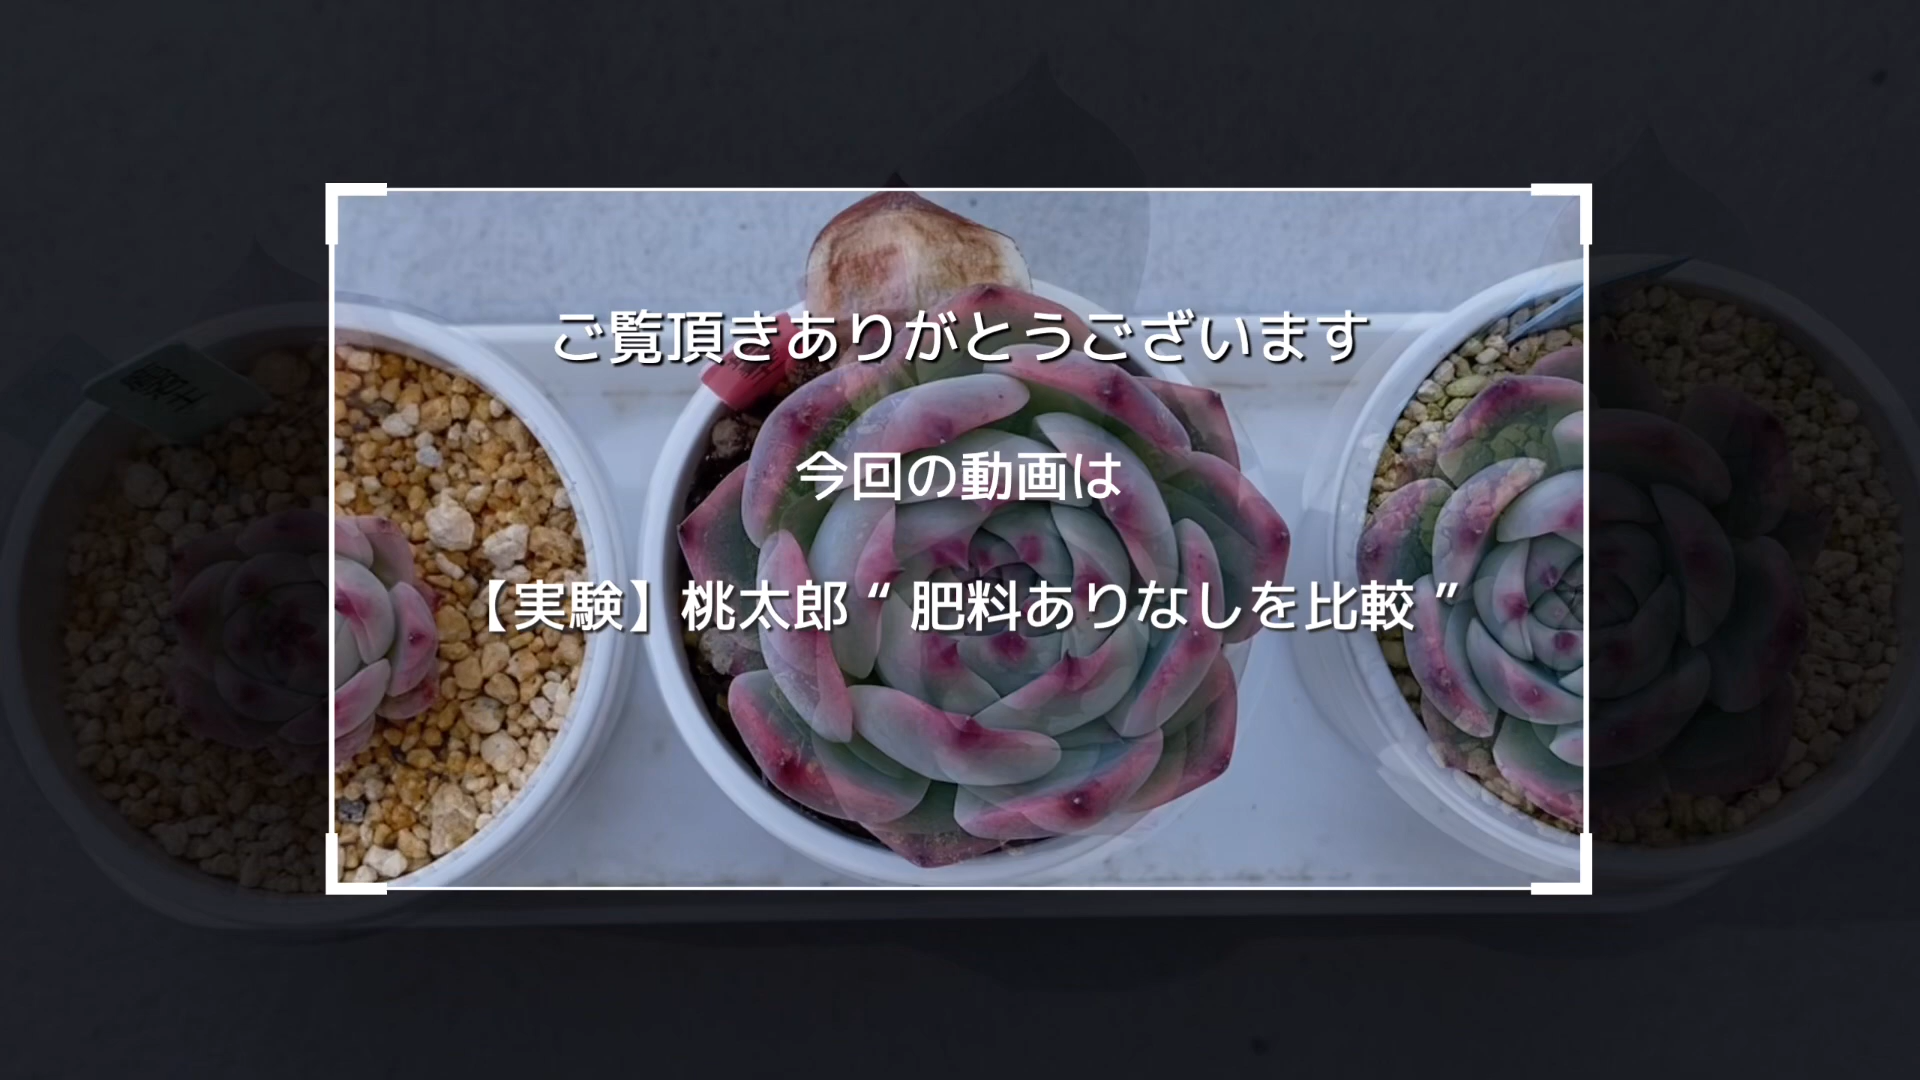 ご覧頂きありがとうございます
今回の動画は
【実験】桃太郎 “ 肥料ありなしを比較 ”